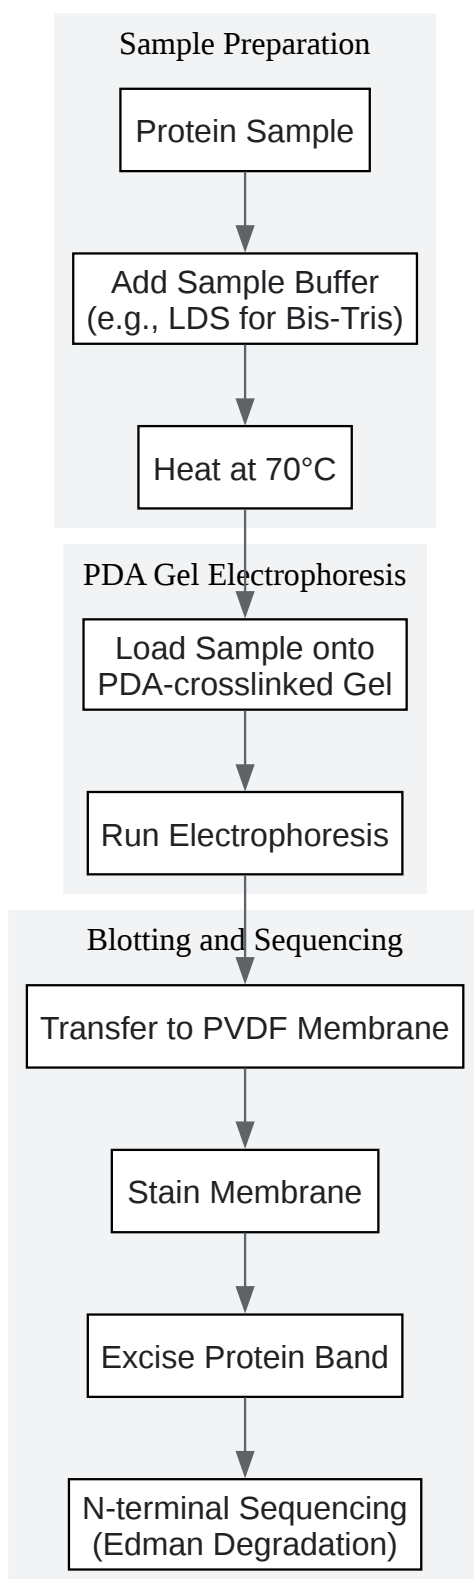 Sample Preparation
Protein Sample
Add Sample Buffer
(e.g., LDS for Bis-Tris)
Heat at 70°C
PDA Gel Electrophoresis
Load Sample onto
PDA-crosslinked Gel
Run Electrophoresis
Blotting and Sequencing
Transfer to PVDF Membrane
Stain Membrane
Excise Protein Band
N-terminal Sequencing
(Edman Degradation)